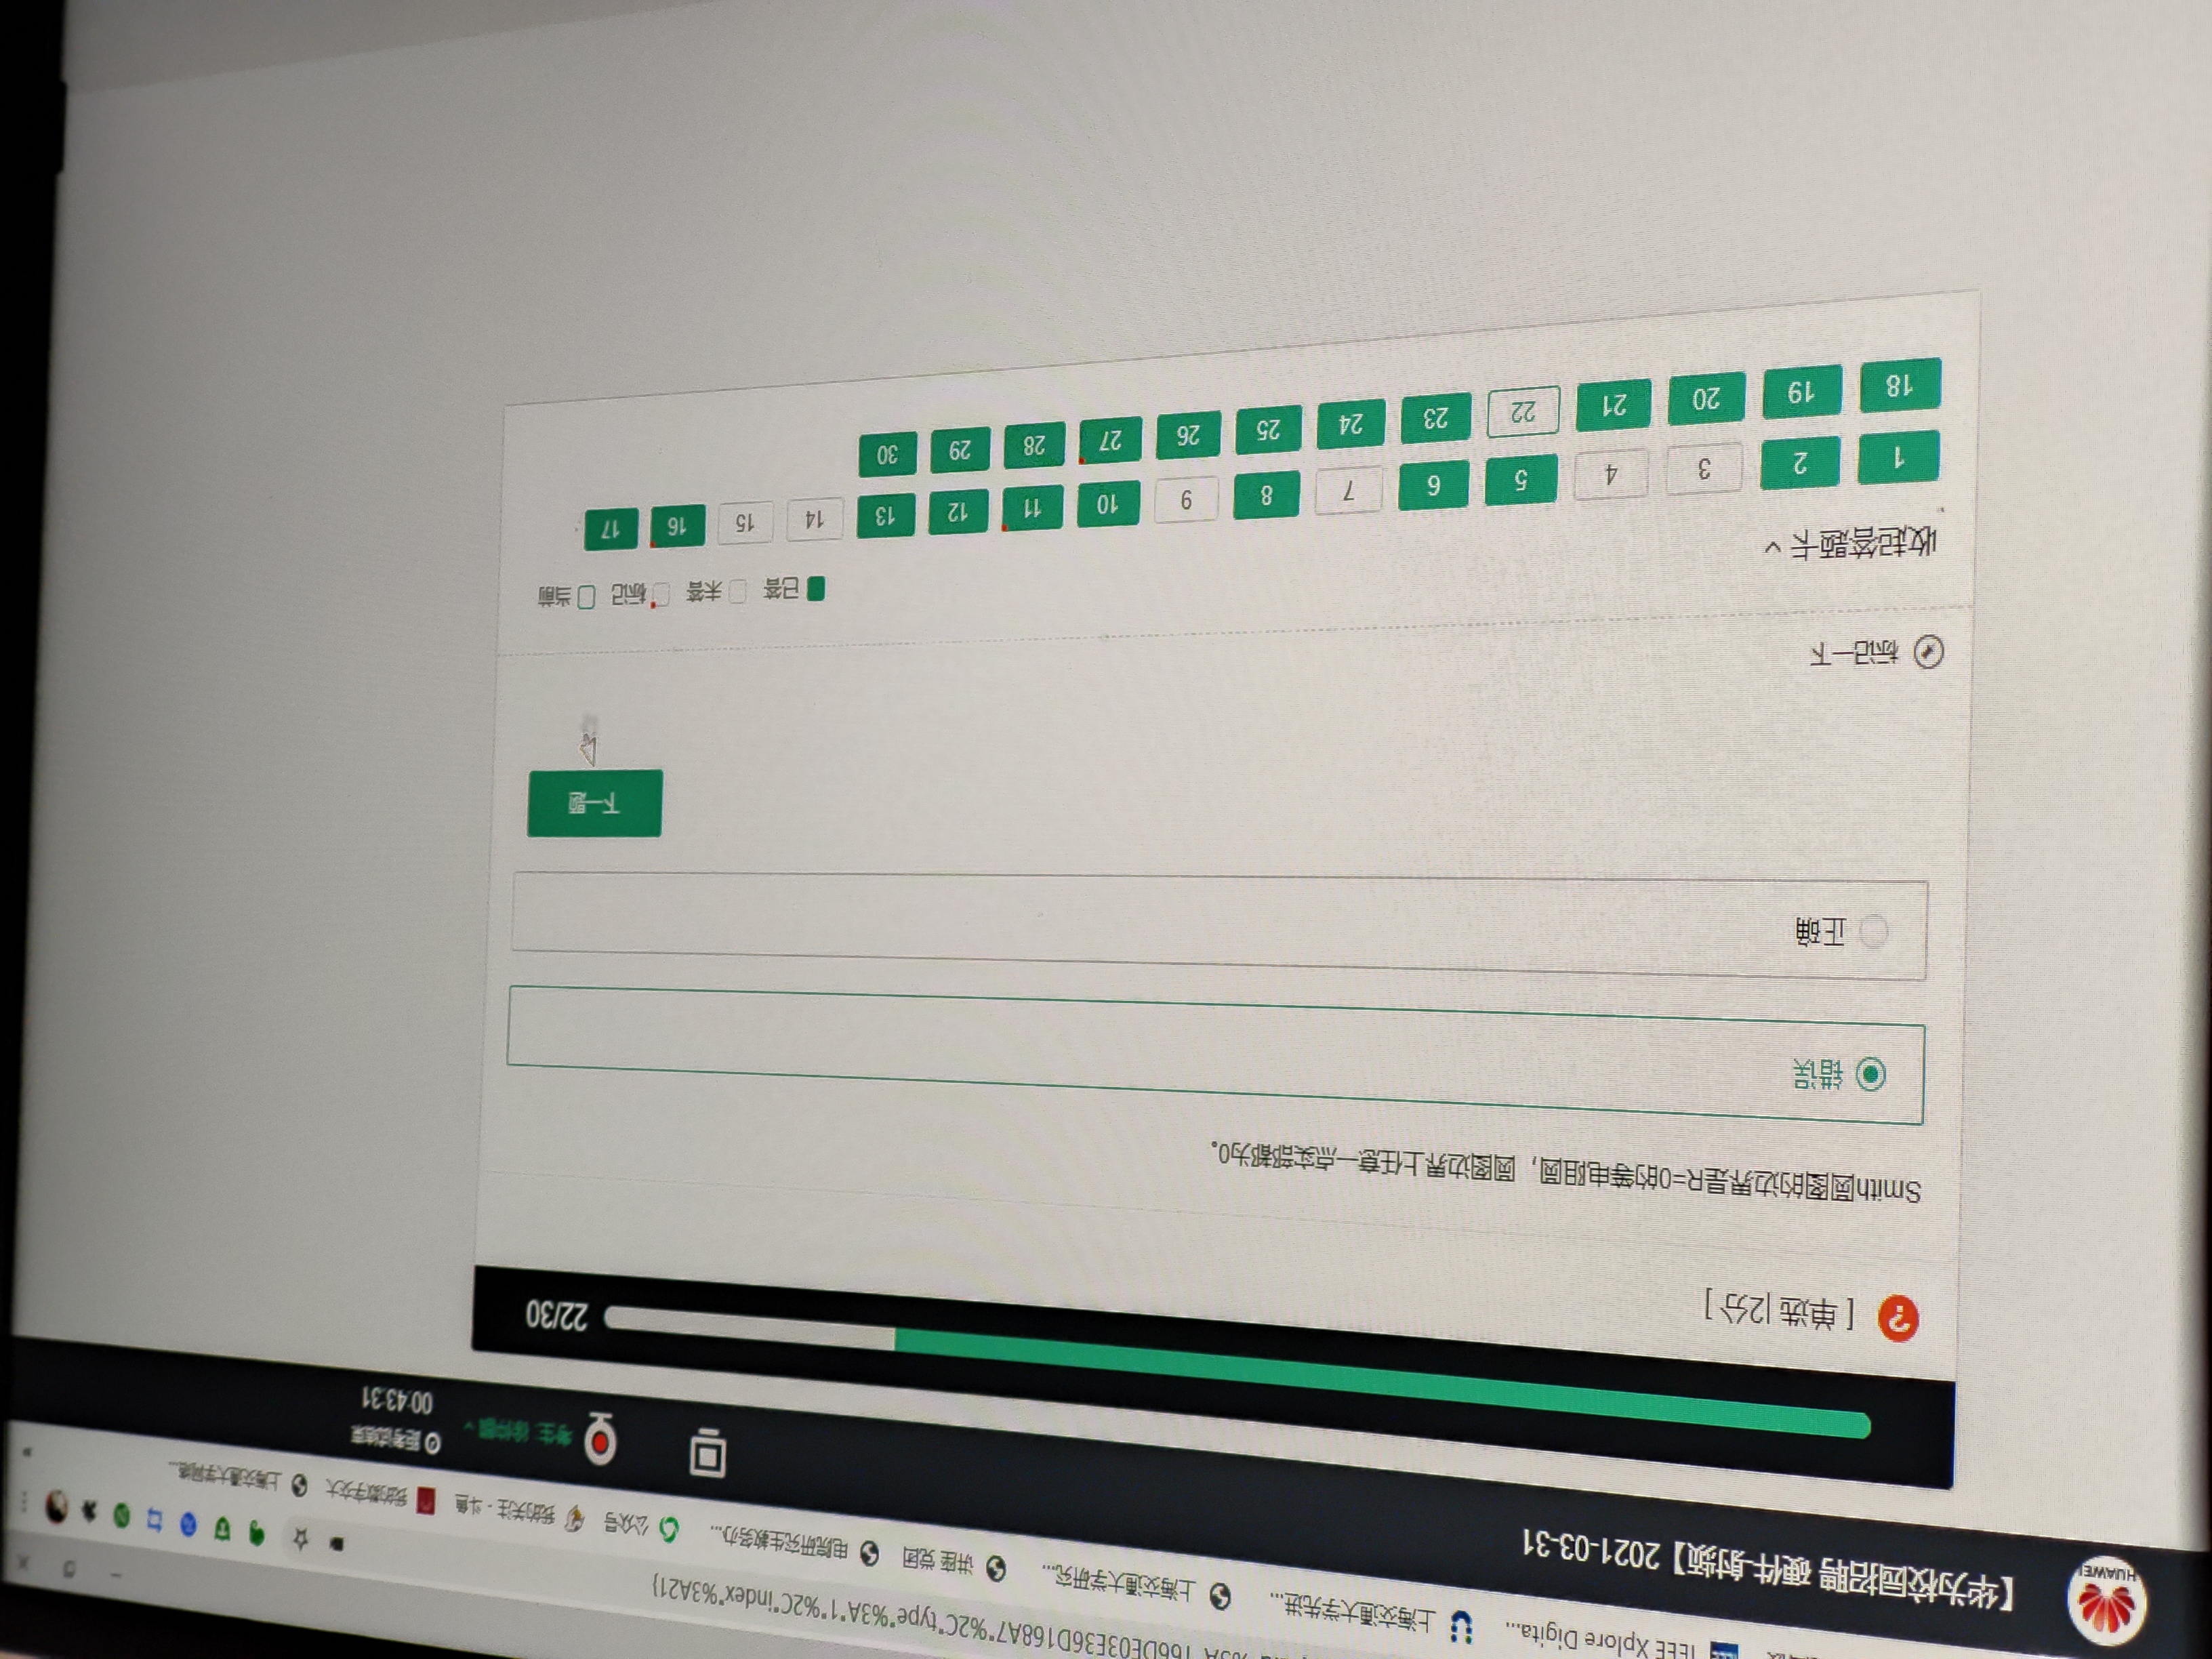 166DE03E36D168A7"%2C"type"%3A"1"%2C"index"%3A21}
IEEE Xplore Digita...
上海交通大学先进...
上海交通大学研究...
讲座 党团
电院研究生教务办...
公众号
我的关注 - 斗鱼
我的数字交大
上海交通大学网络...
HUAWEI
【华为校园招聘 硬件-射频】2021-03-31
考生:
距考试结束
00:43:31
22/30
[ 单选 |2分 ]
Smith圆图的边界是R=0的等电阻圆，圆图边界上任意一点实部都为0。
错误
正确
下一题
标记一下
已答 未答 标记 当前
收起答题卡
1 2 3 4 5 6 7 8 9 10 11 12 13 14 15 16 17
18 19 20 21 22 23 24 25 26 27 28 29 30